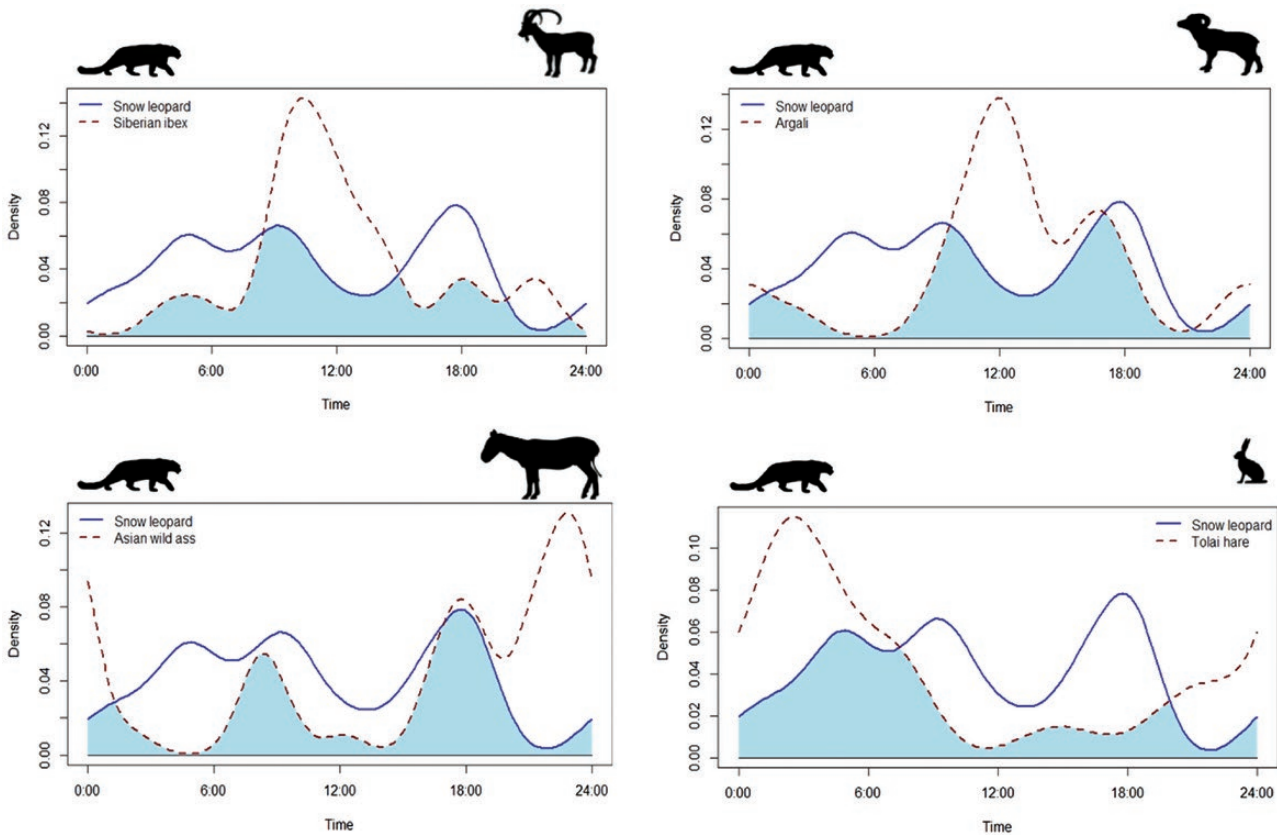 Snow leopard
Siberian ibex
Density
0.00
0.04
0.08
0.12
0:00
6:00
12:00
18:00
24:00
Time
Snow leopard
Argali
Density
0.00
0.04
0.08
0.12
0:00
6:00
12:00
18:00
24:00
Time
Snow leopard
Asian wild ass
Density
0.00
0.04
0.08
0.12
0:00
6:00
12:00
18:00
24:00
Time
Snow leopard
Tolai hare
Density
0.00
0.02
0.04
0.06
0.08
0.10
0:00
6:00
12:00
18:00
24:00
Time